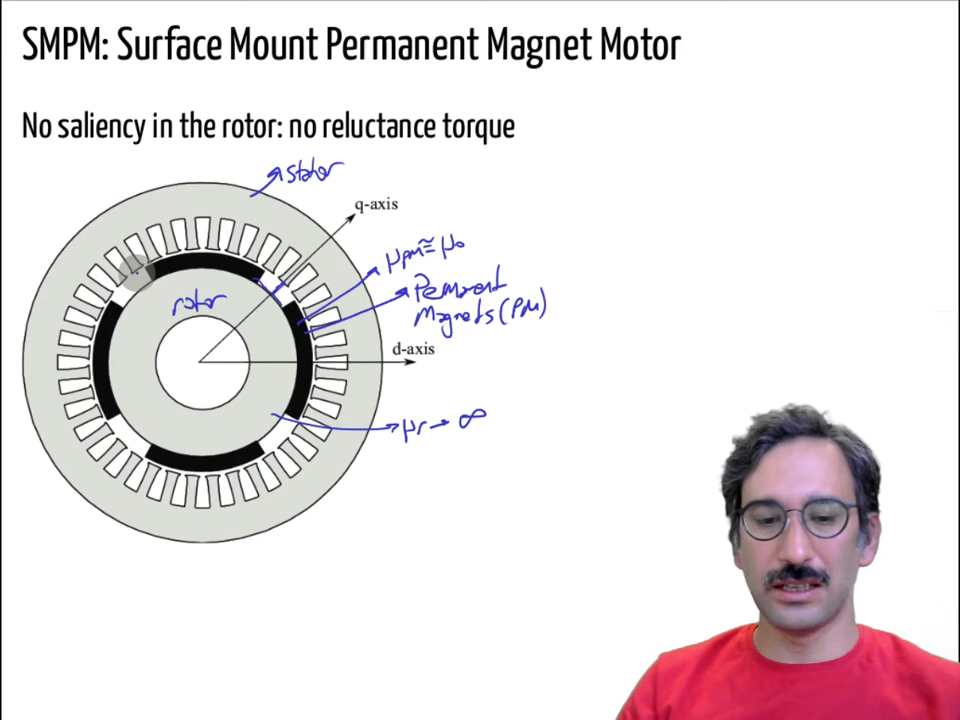 SMPM: Surface Mount Permanent Magnet Motor
No saliency in the rotor: no reluctance torque
stator
q-axis
μPM ≅ μ0
rotor
Permanent
Magnets (PM)
d-axis
μr → ∞